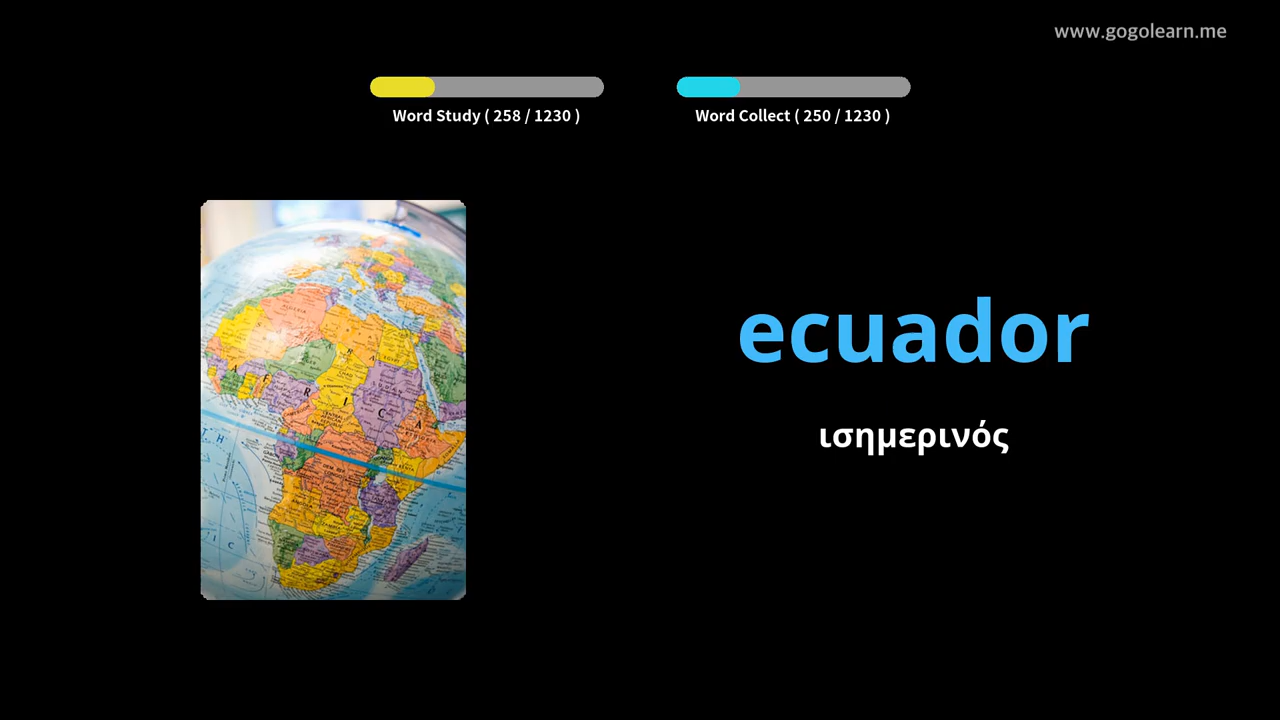 www.gogolearn.me
Word Study ( 258 / 1230 )
Word Collect ( 250 / 1230 )
ecuador
ισημερινός
A F R I C A